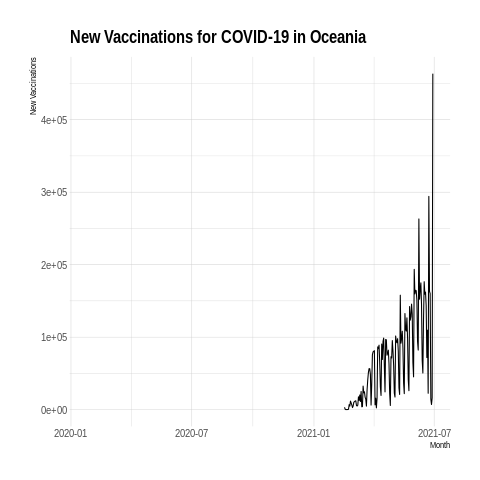 New Vaccinations for COVID-19 in Oceania
New Vaccinations
4e+05
3e+05
2e+05
1e+05
0e+00
2020-01 2020-07 2021-01 2021-07
Month